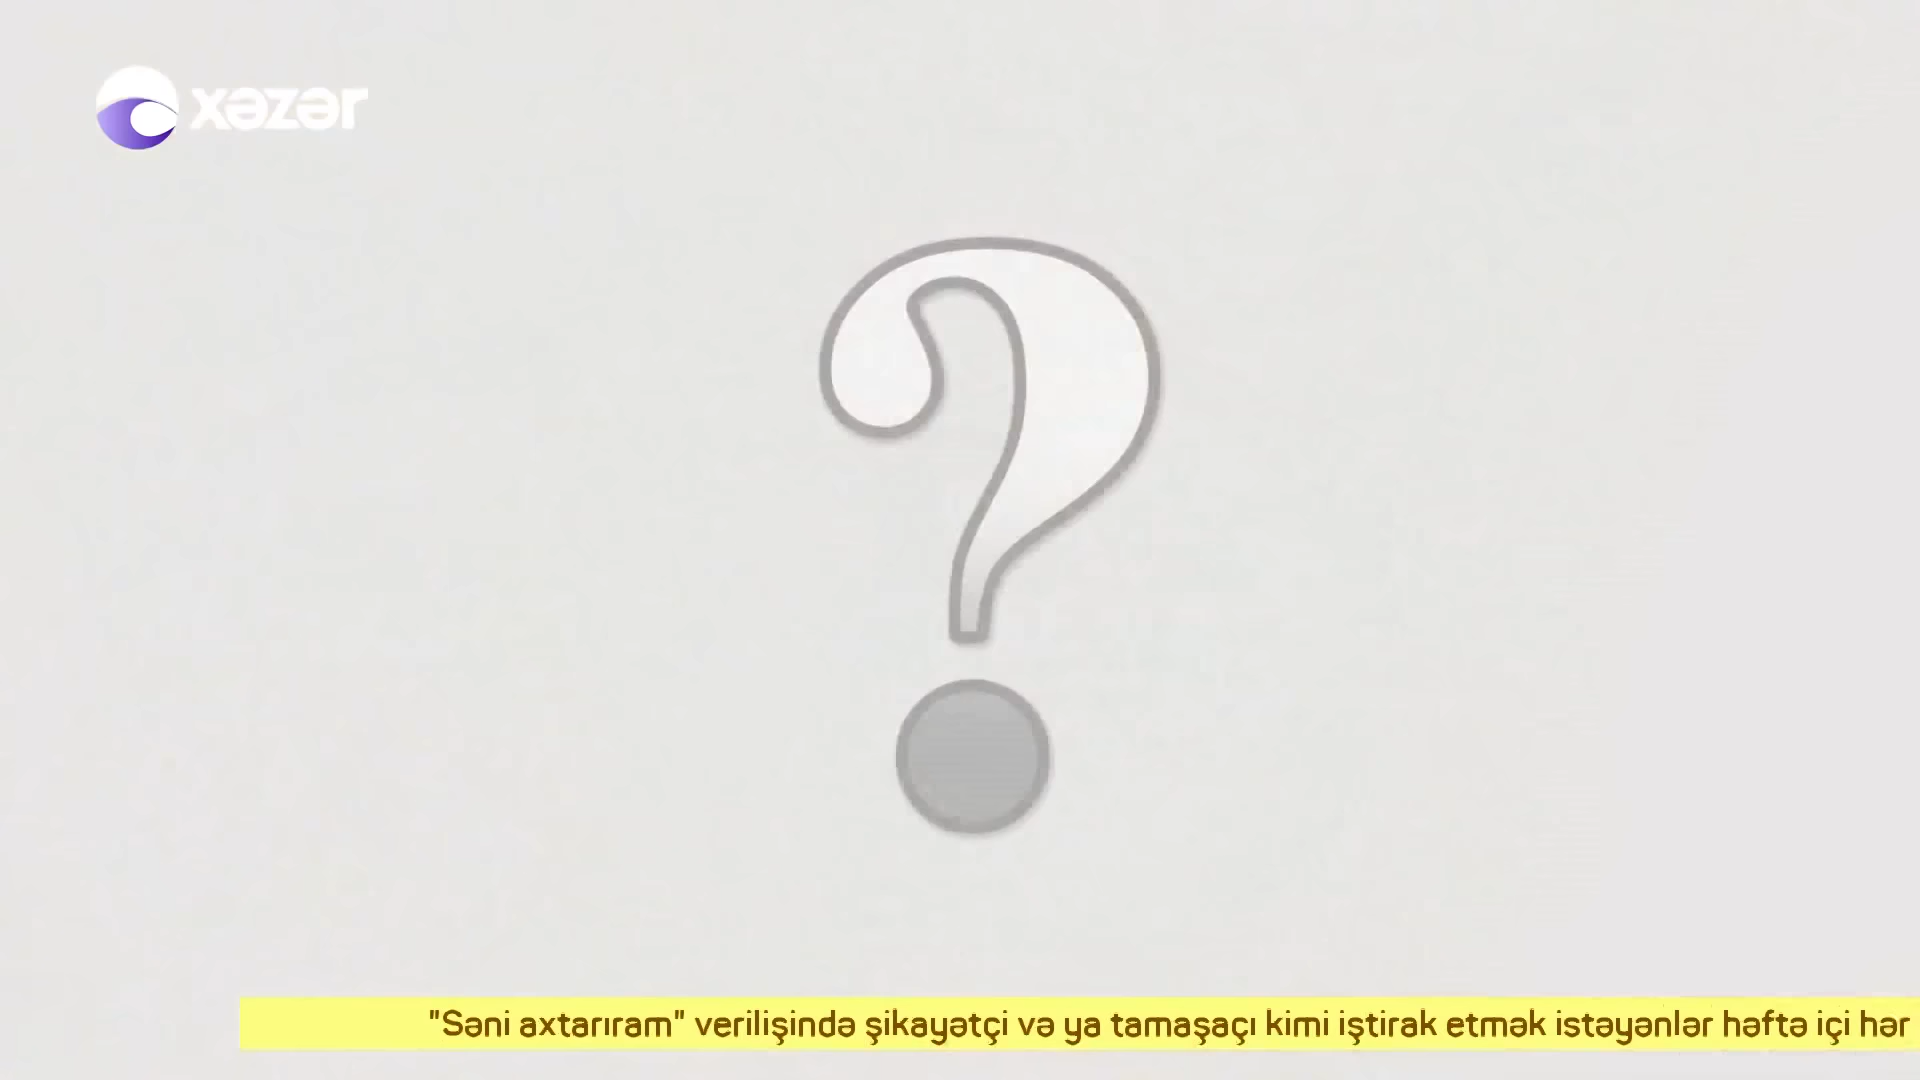 xəzər
?
"Səni axtarıram" verilişində şikayətçi və ya tamaşaçı kimi iştirak etmək istəyənlər həftə içi hər